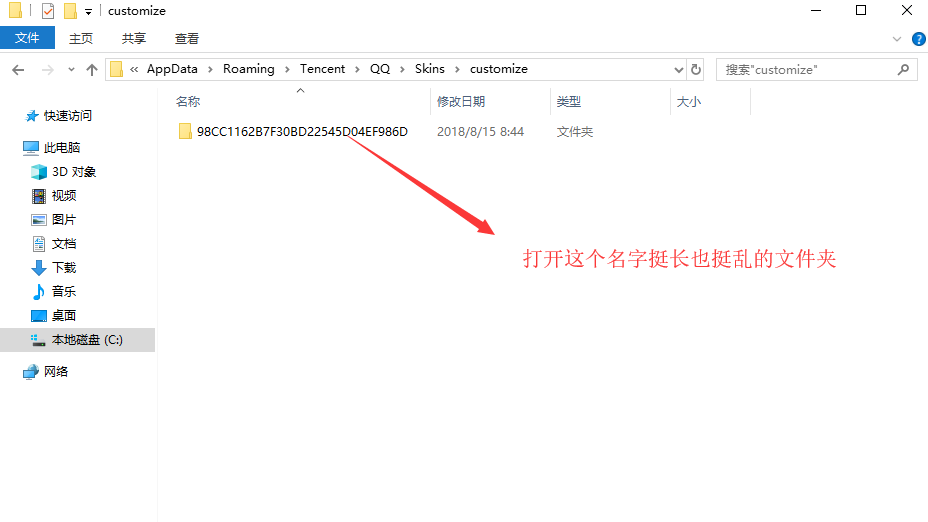 customize
文件 主页 共享 查看
« AppData > Roaming > Tencent > QQ > Skins > customize 搜索"customize"
名称 修改日期 类型 大小
98CC1162B7F30BD22545D04EF986D 2018/8/15 8:44 文件夹
快速访问
此电脑
3D 对象
视频
图片
文档
下载
音乐
桌面
本地磁盘 (C:)
网络
打开这个名字挺长也挺乱的文件夹